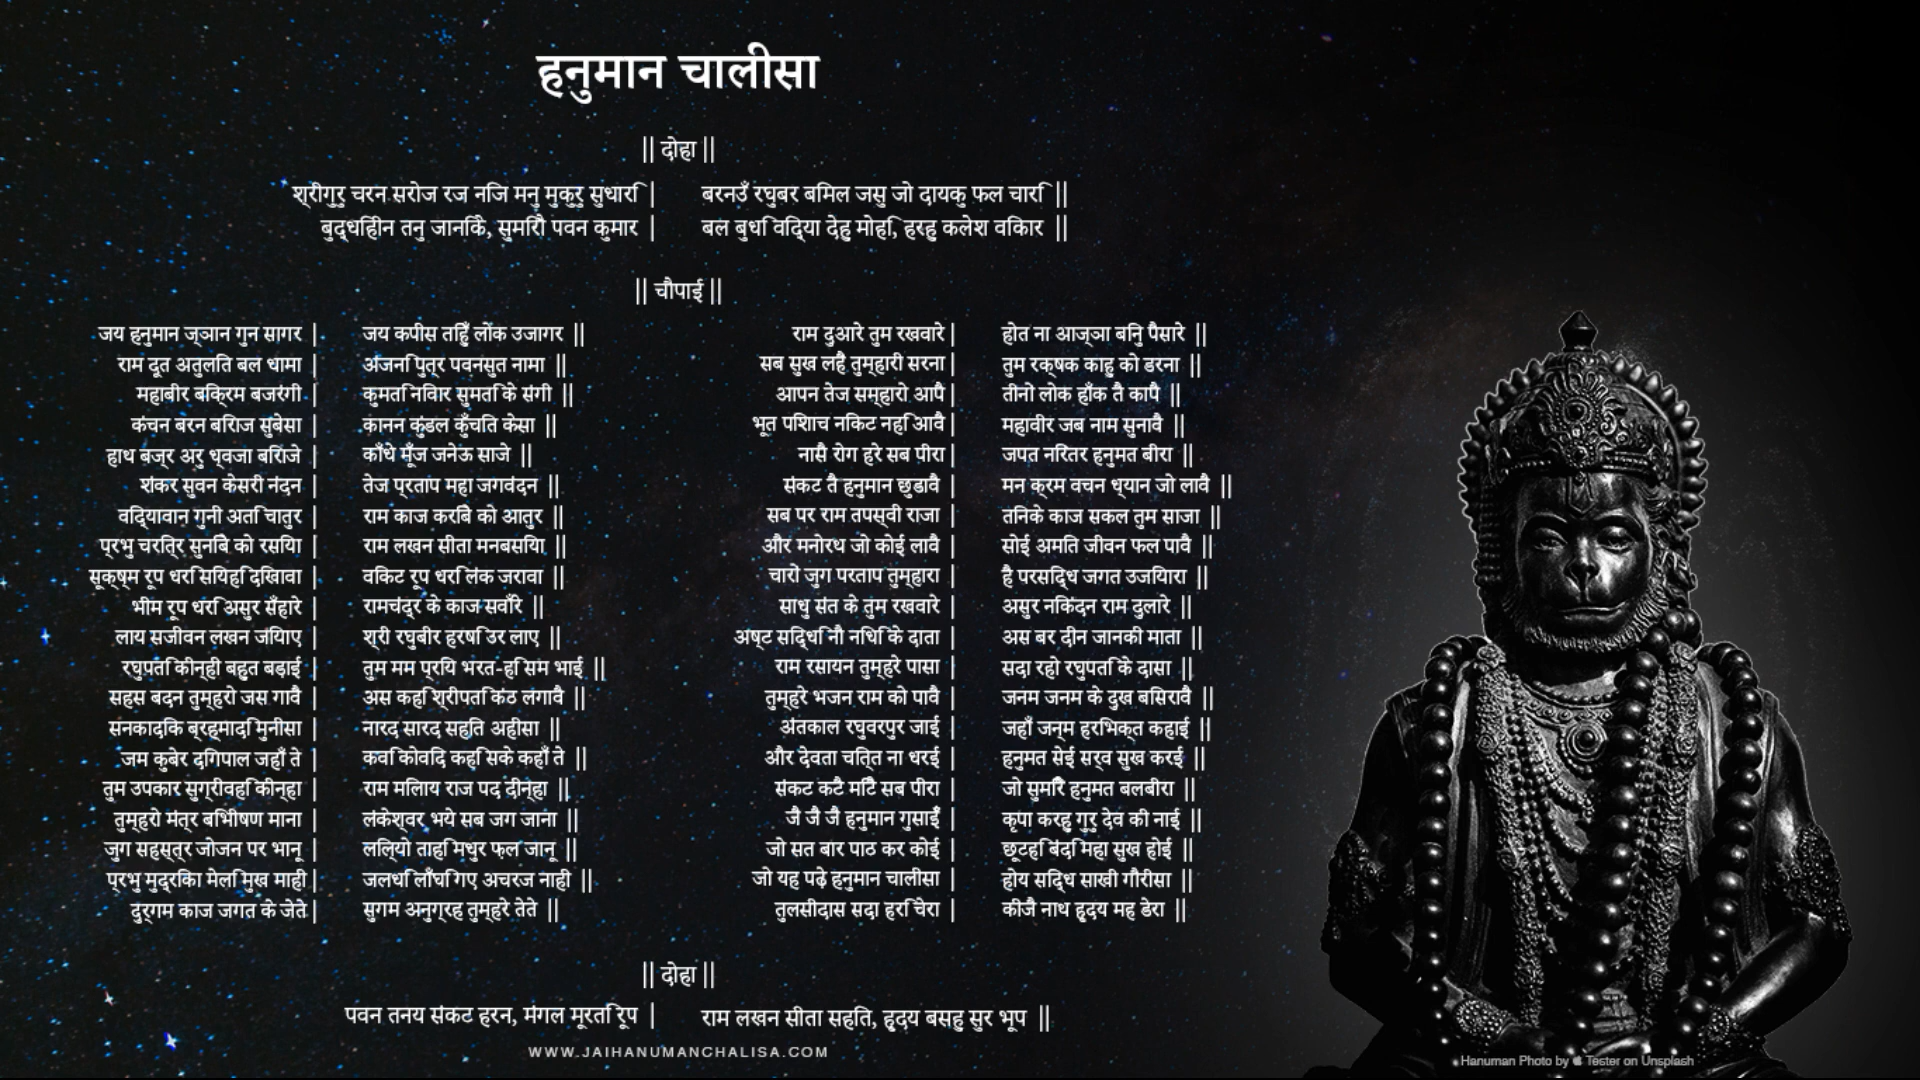 हनुमान चालीसा
|| दोहा ||
श्रीगुरु चरन सरोज रज निज मनु मुकुरु सुधारि | बरनउँ रघुबर बिमल जसु जो दायकु फल चारि ||
बुद्धिहीन तनु जानिके, सुमिरौ पवन कुमार | बल बुधि विद्या देहु मोहि, हरहु कलेश विकार ||
|| चौपाई ||
जय हनुमान ज्ञान गुन सागर | जय कपीस तिहुँ लोक उजागर ||
राम दूत अतुलित बल धामा | अंजनि पुत्र पवनसुत नामा ||
महाबीर बिक्रम बजरंगी | कुमति निवार सुमति के संगी ||
कंचन बरन बिराज सुबेसा | कानन कुंडल कुँचित केसा ||
हाथ बज्र अरु ध्वजा बिराजे | काँधे मूँज जनेऊ साजे ||
शंकर सुवन केसरी नंदन | तेज प्रताप महा जगवंदन ||
विद्यावान गुनी अति चातुर | राम काज करिबे को आतुर ||
प्रभु चरित्र सुनिबे को रसिया | राम लखन सीता मनबसिया ||
सूक्ष्म रूप धरि सियहि दिखावा | विकट रूप धरि लंक जरावा ||
भीम रूप धरि असुर सँहारे | रामचंद्र के काज सवाँरे ||
लाय सजीवन लखन जियाए | श्री रघुबीर हरषि उर लाए ||
रघुपति कीन्ही बहुत बड़ाई | तुम मम प्रिय भरत-हि सम भाई ||
सहस बदन तुम्हरो जस गावै | अस कहि श्रीपति कंठ लगावै ||
सनकादिक ब्रह्मादि मुनीसा | नारद सारद सहित अहीसा ||
जम कुबेर दिगपाल जहाँ ते | कवि कोविद कहि सके कहाँ ते ||
तुम उपकार सुग्रीवहि कीन्हा | राम मिलाय राज पद दीन्हा ||
तुम्हरो मंत्र बिभीषण माना | लंकेश्वर भये सब जग जाना ||
जुग सहस्त्र जोजन पर भानू | लिल्यो ताहि मधुर फ़ल जानू ||
प्रभु मुद्रिका मेलि मुख माही | जलधि लाँघि गए अचरज नाही ||
दुर्गम काज जगत के जेते | सुगम अनुग्रह तुम्हरे तेते ||
राम दुआरे तुम रखवारे | होत ना आज्ञा बिनु पैसारे ||
सब सुख लहै तुम्हारी सरना | तुम रक्षक काहु को डरना ||
आपन तेज सम्हारो आपै | तीनो लोक हाँक तै कापै ||
भूत पिशाच निकट नहि आवै | महावीर जब नाम सुनावै ||
नासै रोग हरे सब पीरा | जपत निरंतर हनुमत बीरा ||
संकट तै हनुमान छुडावै | मन क्रम वचन ध्यान जो लावै ||
सब पर राम तपस्वी राजा | तिनके काज सकल तुम साजा ||
और मनोरथ जो कोई लावै | सोई अमित जीवन फल पावै ||
चारों जुग परताप तुम्हारा | है परसिद्ध जगत उजियारा ||
साधु संत के तुम रखवारे | असुर निकंदन राम दुलारे ||
अष्ट सिद्धि नौ निधि के दाता | अस बर दीन जानकी माता ||
राम रसायन तुम्हरे पासा | सदा रहो रघुपति के दासा ||
तुम्हरे भजन राम को पावै | जनम जनम के दुख बिसरावै ||
अंतकाल रघुवरपुर जाई | जहाँ जन्म हरिभक्त कहाई ||
और देवता चित्त ना धरई | हनुमत सेई सर्व सुख करई ||
संकट कटै मिटै सब पीरा | जो सुमिरै हनुमत बलबीरा ||
जै जै जै हनुमान गुसाईँ | कृपा करहु गुरु देव की नाई ||
जो सत बार पाठ कर कोई | छूटहि बंदि महा सुख होई ||
जो यह पढ़े हनुमान चालीसा | होय सिद्ध साखी गौरीसा ||
तुलसीदास सदा हरि चेरा | कीजै नाथ हृदय मह डेरा ||
|| दोहा ||
पवन तनय संकट हरन, मंगल मूरति रूप | राम लखन सीता सहित, हृदय बसहु सुर भूप ||
WWW.JAIHANUMANCHALISA.COM
Hanuman Photo by Tester on Unsplash